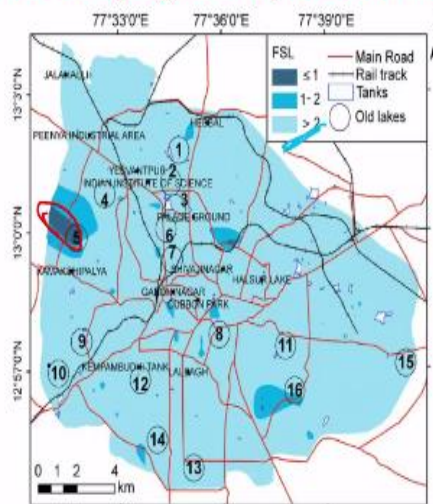 77°33'0"E 77°36'0"E 77°39'0"E
FSL
≤ 1
1- 2
> 2
Main Road
Rail track
Tanks
Old lakes
A
13°3'0"N
13°0'0"N
12°57'0"N
HEBBAL
PEENYA INDUSTRIAL AREA
1
YESVANTPUR 2
INDIAN INSTITUTE OF SCIENCE
4 3
PALACE GROUND
5 6
7
KAMAKSHIPALYA SHIVAJINAGAR
HALSUR LAKE
GANDHINAGAR
CUBBON PARK
9 8 11
15
KEMPAMBUDHI TANK LALBAGH
10 12 16
14
13
0 1 2 4
km